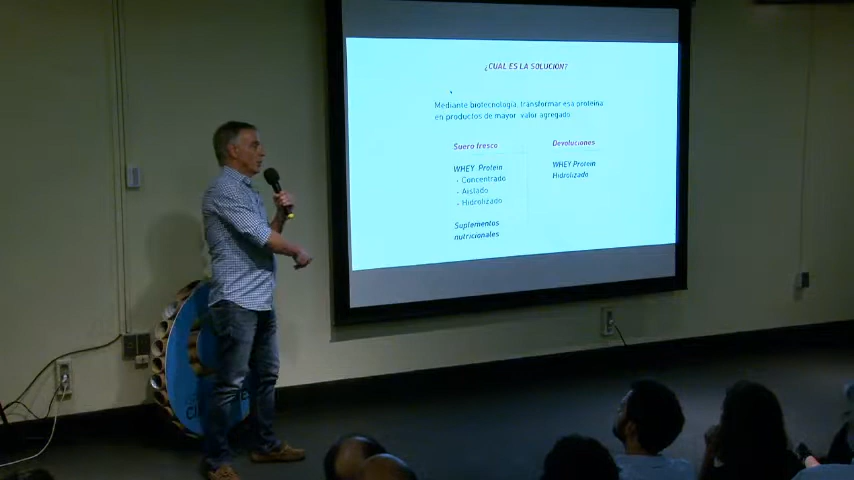 ¿CUAL ES LA SOLUCION?
Mediante biotecnología, transformar esa proteína
en productos de mayor valor agregado.
Suero fresco
WHEY Protein
- Concentrado
- Aislado
- Hidrolizado
Suplementos
nutricionales
Devoluciones
WHEY Protein
Hidrolizado